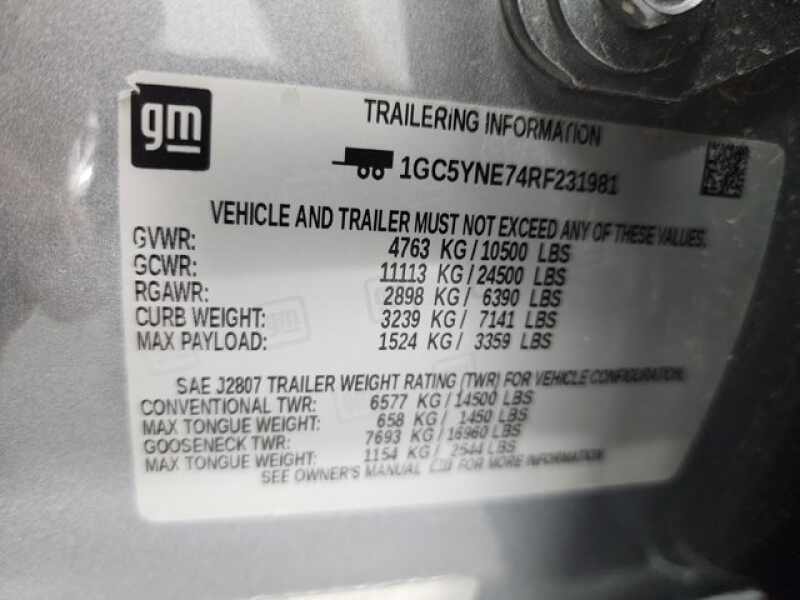 gm
TRAILERING INFORMATION
1GC5YNE74RF231981
VEHICLE AND TRAILER MUST NOT EXCEED ANY OF THESE VALUES.
GVWR: 4763 KG / 10500 LBS
GCWR: 11113 KG / 24500 LBS
RGAWR: 2898 KG / 6390 LBS
CURB WEIGHT: 3239 KG / 7141 LBS
MAX PAYLOAD: 1524 KG / 3359 LBS
SAE J2807 TRAILER WEIGHT RATING (TWR) FOR VEHICLE CONFIGURATION.
CONVENTIONAL TWR: 6577 KG / 14500 LBS
MAX TONGUE WEIGHT: 658 KG / 1450 LBS
GOOSENECK TWR: 7693 KG / 16960 LBS
MAX TONGUE WEIGHT: 1154 KG / 2544 LBS
SEE OWNER'S MANUAL FOR MORE INFORMATION